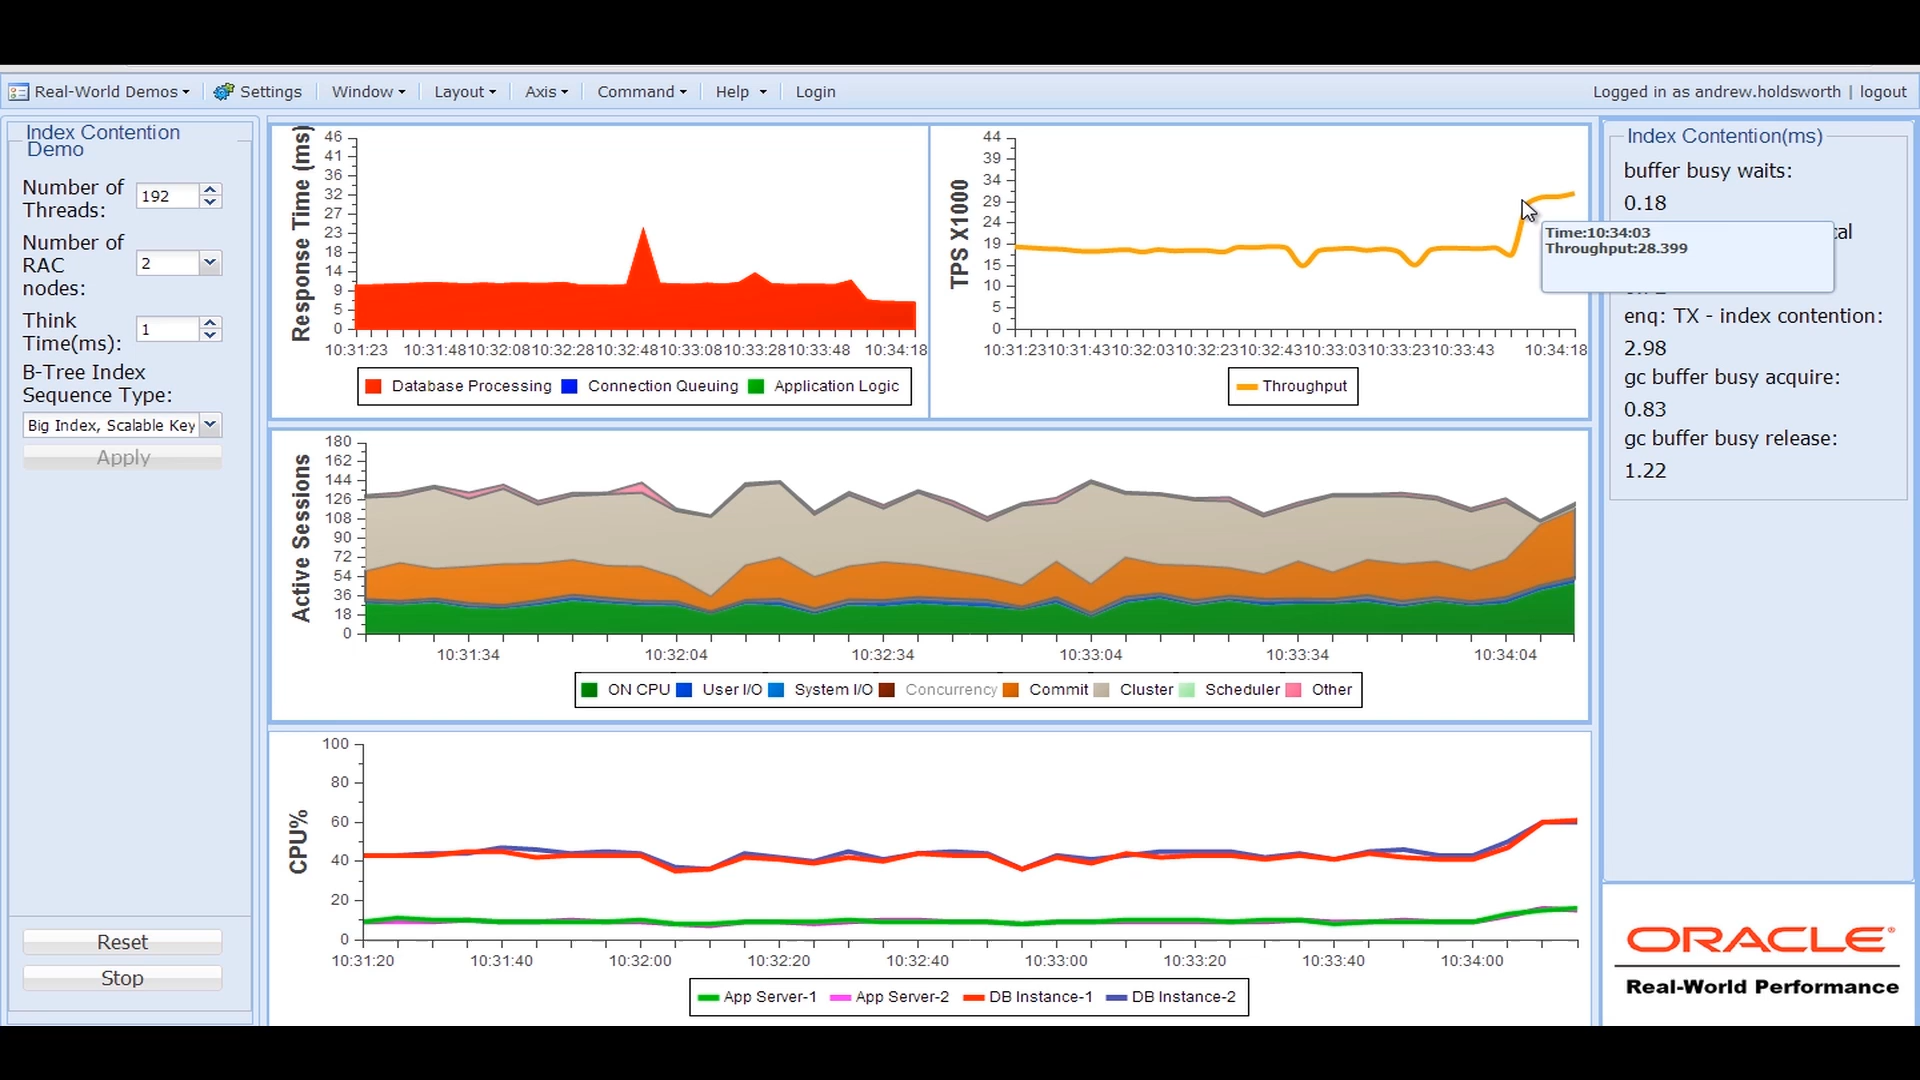 Real-World Demos
Settings
Window
Layout
Axis
Command
Help
Login
Logged in as andrew.holdsworth | logout
Index Contention
Demo
Number of
Threads:
192
Number of
RAC
nodes:
2
Think
Time(ms):
1
B-Tree Index
Sequence Type:
Big Index, Scalable Key
Apply
Reset
Stop
Response Time (ms)
46
41
36
32
27
23
18
14
9
5
0
10:31:23
10:31:48
10:32:08
10:32:28
10:32:48
10:33:08
10:33:28
10:33:48
10:34:18
Database Processing
Connection Queuing
Application Logic
TPS X1000
44
39
34
29
24
19
15
10
5
0
10:31:23
10:31:43
10:32:03
10:32:23
10:32:43
10:33:03
10:33:23
10:33:43
10:34:18
Throughput
Time:10:34:03
Throughput:28.399
Active Sessions
180
162
144
126
108
90
72
54
36
18
0
10:31:34
10:32:04
10:32:34
10:33:04
10:33:34
10:34:04
ON CPU
User I/O
System I/O
Concurrency
Commit
Cluster
Scheduler
Other
CPU%
100
80
60
40
20
0
10:31:20
10:31:40
10:32:00
10:32:20
10:32:40
10:33:00
10:33:20
10:33:40
10:34:00
App Server-1
App Server-2
DB Instance-1
DB Instance-2
Index Contention(ms)
buffer busy waits:
0.18
enq: TX - index contention:
2.98
gc buffer busy acquire:
0.83
gc buffer busy release:
1.22
ORACLE®
Real-World Performance